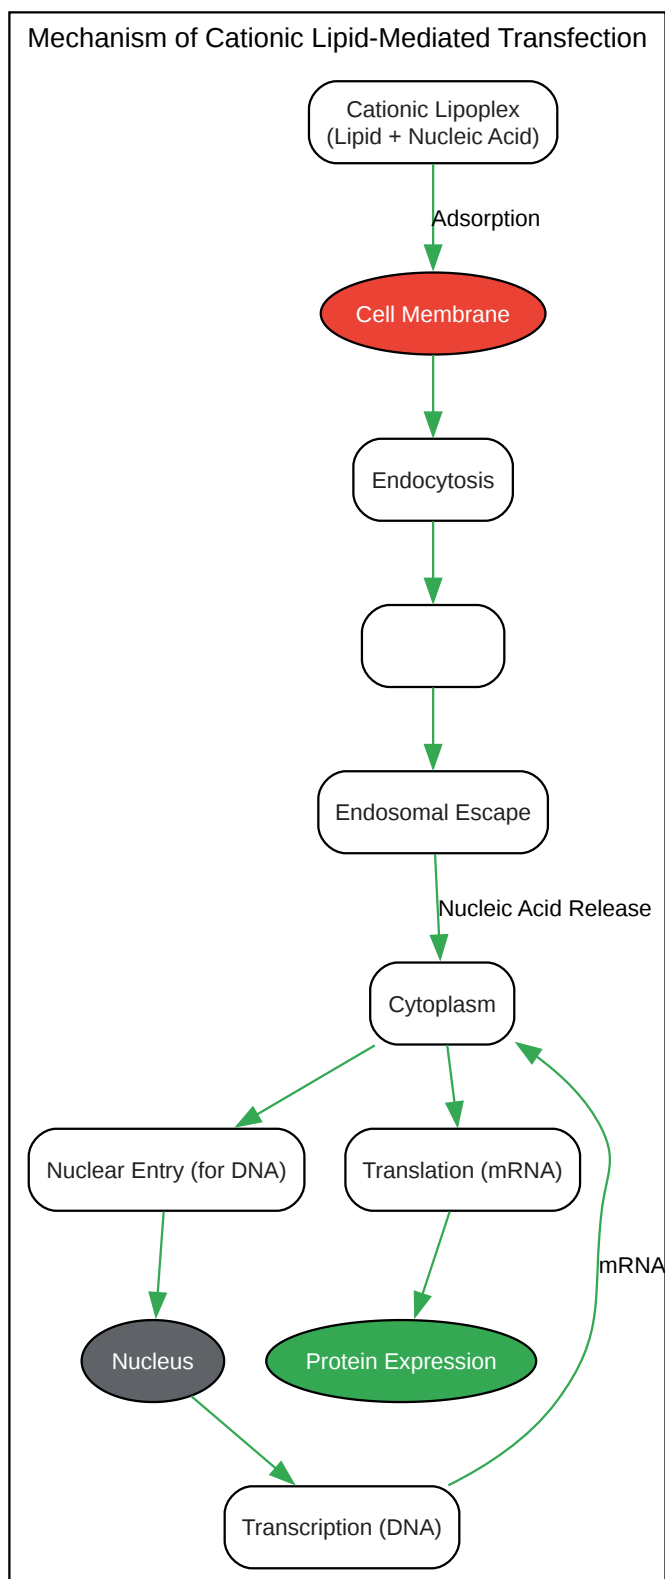 Mechanism of Cationic Lipid-Mediated Transfection
Cationic Lipoplex
(Lipid + Nucleic Acid)
Adsorption
Cell Membrane
Endocytosis
Endosomal Escape
Nucleic Acid Release
Cytoplasm
Nuclear Entry (for DNA)
Translation (mRNA)
mRNA
Nucleus
Protein Expression
Transcription (DNA)